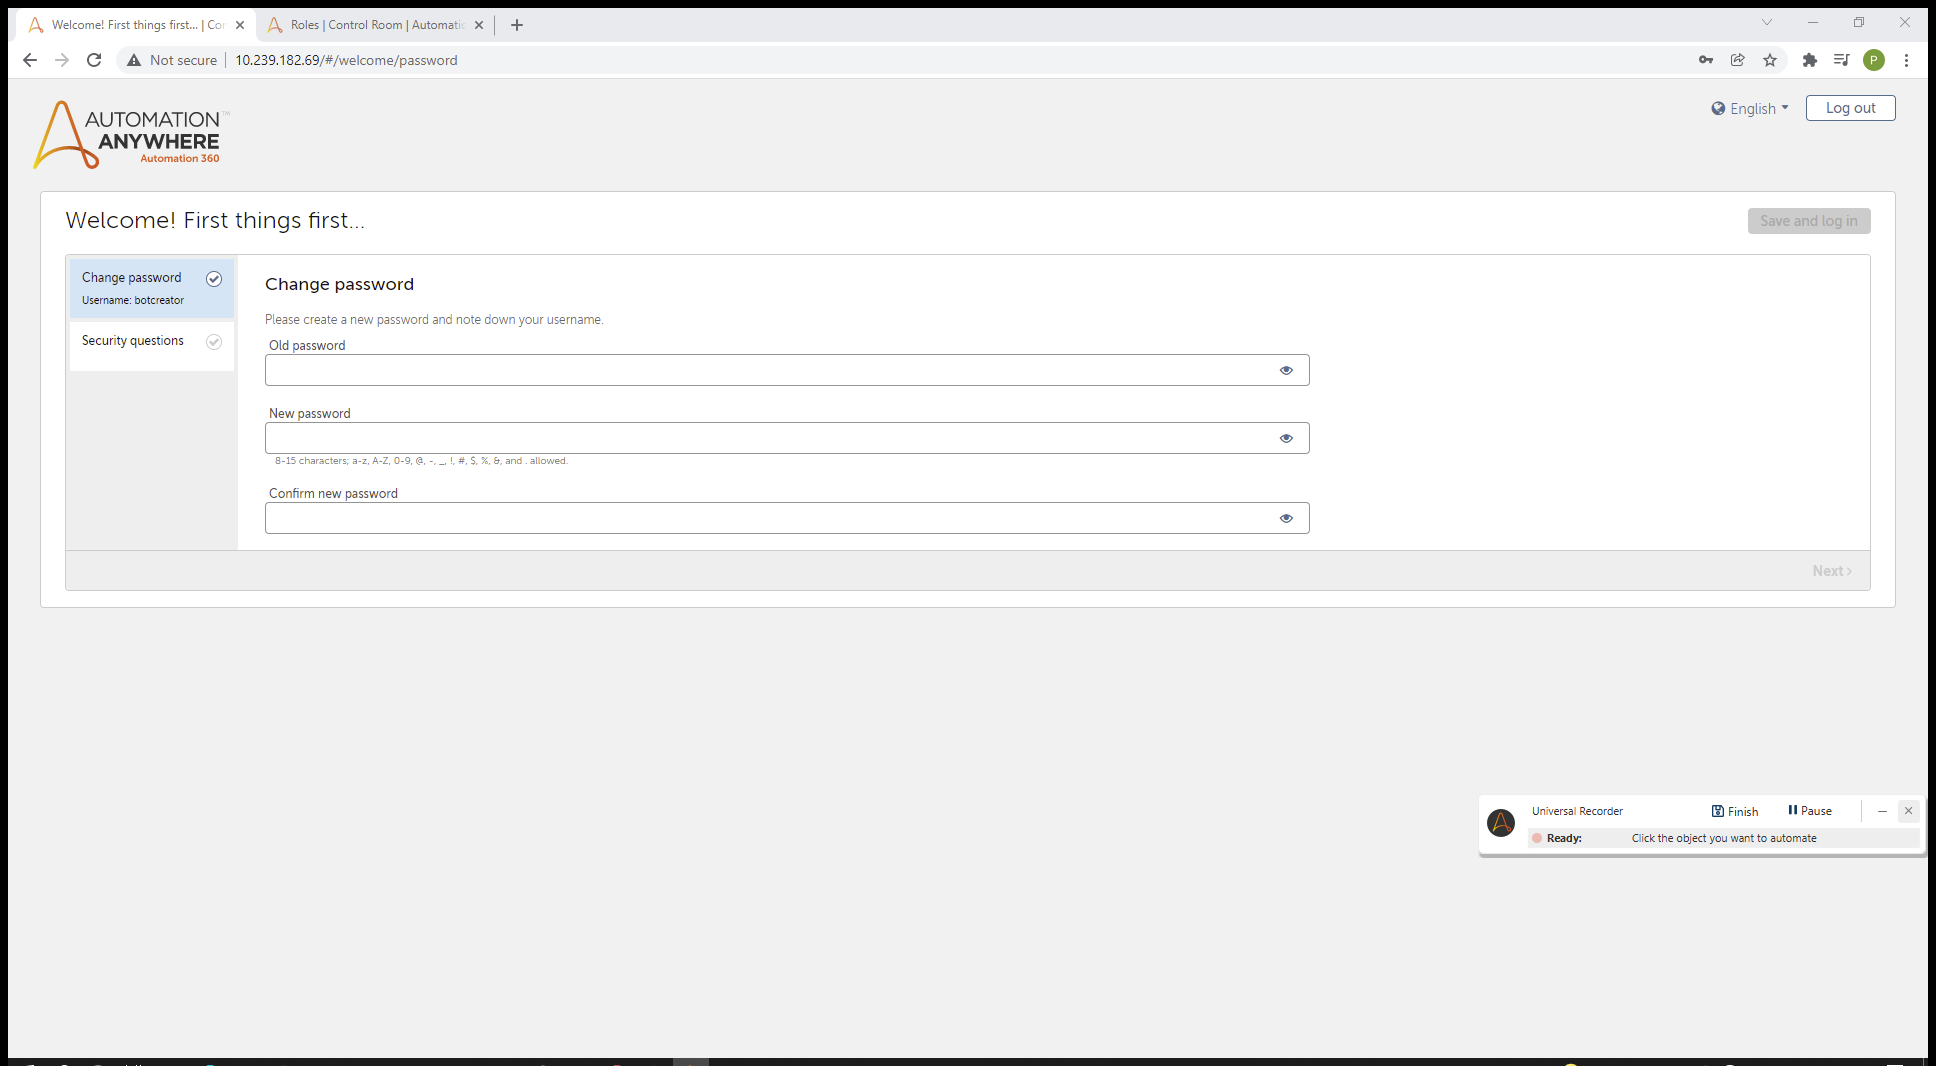 Welcome! First things first... | Co
Roles | Control Room | Automati
Not secure
10.239.182.69/#/welcome/password
P
AUTOMATION™
ANYWHERE
Automation 360
English
Log out
Welcome! First things first...
Save and log in
Change password
Username: botcreator
Security questions
Change password
Please create a new password and note down your username.
Old password
New password
8-15 characters; a-z, A-Z, 0-9, @, -, _, !, #, $, %, &, and . allowed.
Confirm new password
Next
Universal Recorder
Finish
Pause
Ready:
Click the object you want to automate